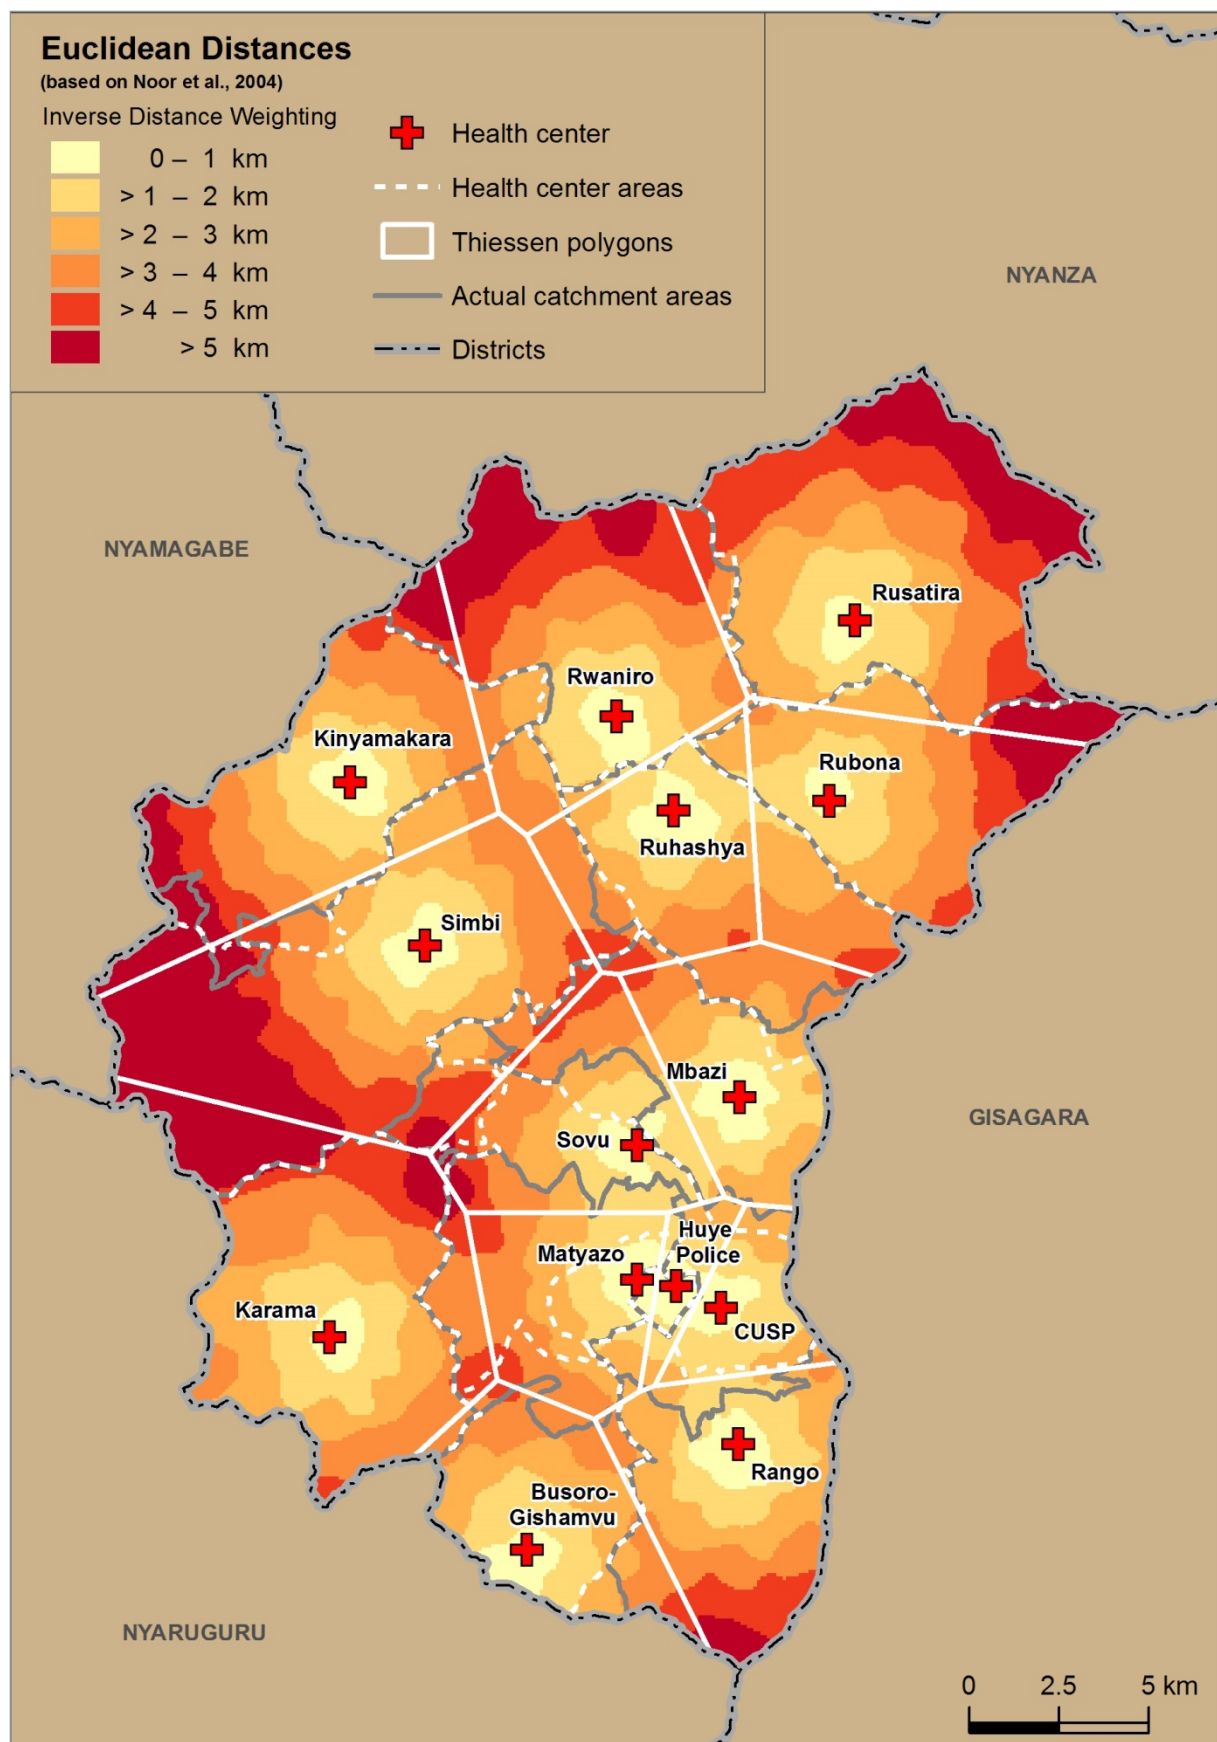 Euclidean Distances
(based on Noor et al., 2004)
Inverse Distance Weighting
0 – 1 km
> 1 – 2 km
> 2 – 3 km
> 3 – 4 km
> 4 – 5 km
> 5 km
Health center
Health center areas
Thiessen polygons
Actual catchment areas
Districts
NYANZA
NYAMAGABE
Rusatira
Rwaniro
Kinyamakara
Rubona
Ruhashya
Simbi
Mbazi
GISAGARA
Sovu
Huye
Police
Matyazo
Karama
CUSP
Rango
Busoro-
Gishamvu
NYARUGURU
0 2.5 5 km